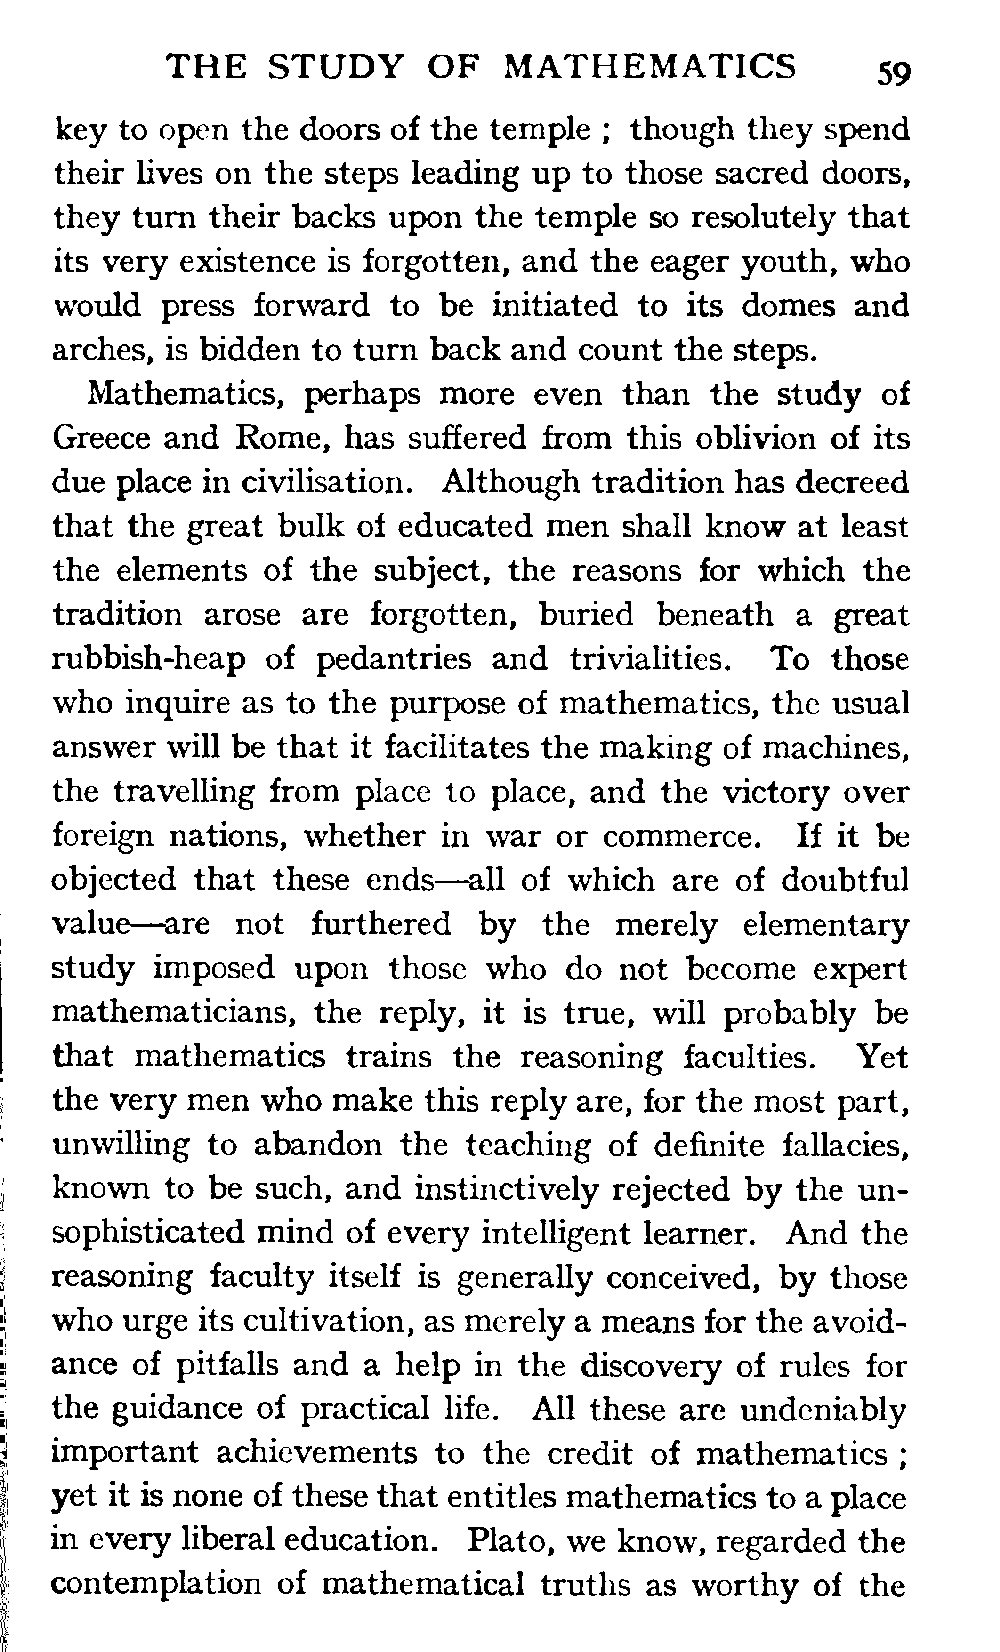 THE STUDY OF MATHEMATICS 59
key to open the doors of the temple ; though they spend
their lives on the steps leading up to those sacred doors,
they turn their backs upon the temple so resolutely that
its very existence is forgotten, and the eager youth, who
would press forward to be initiated to its domes and
arches, is bidden to turn back and count the steps.
Mathematics, perhaps more even than the study of
Greece and Rome, has suffered from this oblivion of its
due place in civilisation. Although tradition has decreed
that the great bulk of educated men shall know at least
the elements of the subject, the reasons for which the
tradition arose are forgotten, buried beneath a great
rubbish-heap of pedantries and trivialities. To those
who inquire as to the purpose of mathematics, the usual
answer will be that it facilitates the making of machines,
the travelling from place to place, and the victory over
foreign nations, whether in war or commerce. If it be
objected that these ends—all of which are of doubtful
value—are not furthered by the merely elementary
study imposed upon those who do not become expert
mathematicians, the reply, it is true, will probably be
that mathematics trains the reasoning faculties. Yet
the very men who make this reply are, for the most part,
unwilling to abandon the teaching of definite fallacies,
known to be such, and instinctively rejected by the un-
sophisticated mind of every intelligent learner. And the
reasoning faculty itself is generally conceived, by those
who urge its cultivation, as merely a means for the avoid-
ance of pitfalls and a help in the discovery of rules for
the guidance of practical life. All these are undeniably
important achievements to the credit of mathematics ;
yet it is none of these that entitles mathematics to a place
in every liberal education. Plato, we know, regarded the
contemplation of mathematical truths as worthy of the